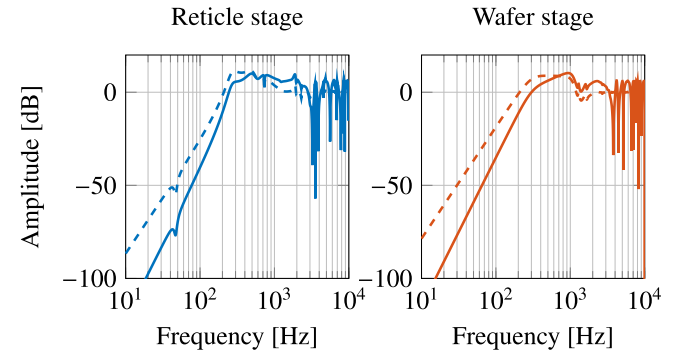 Reticle stage
Wafer stage
Amplitude [dB]
0
−50
−100
10^1 10^2 10^3 10^4
Frequency [Hz]
0
−50
−100
10^1 10^2 10^3 10^4
Frequency [Hz]